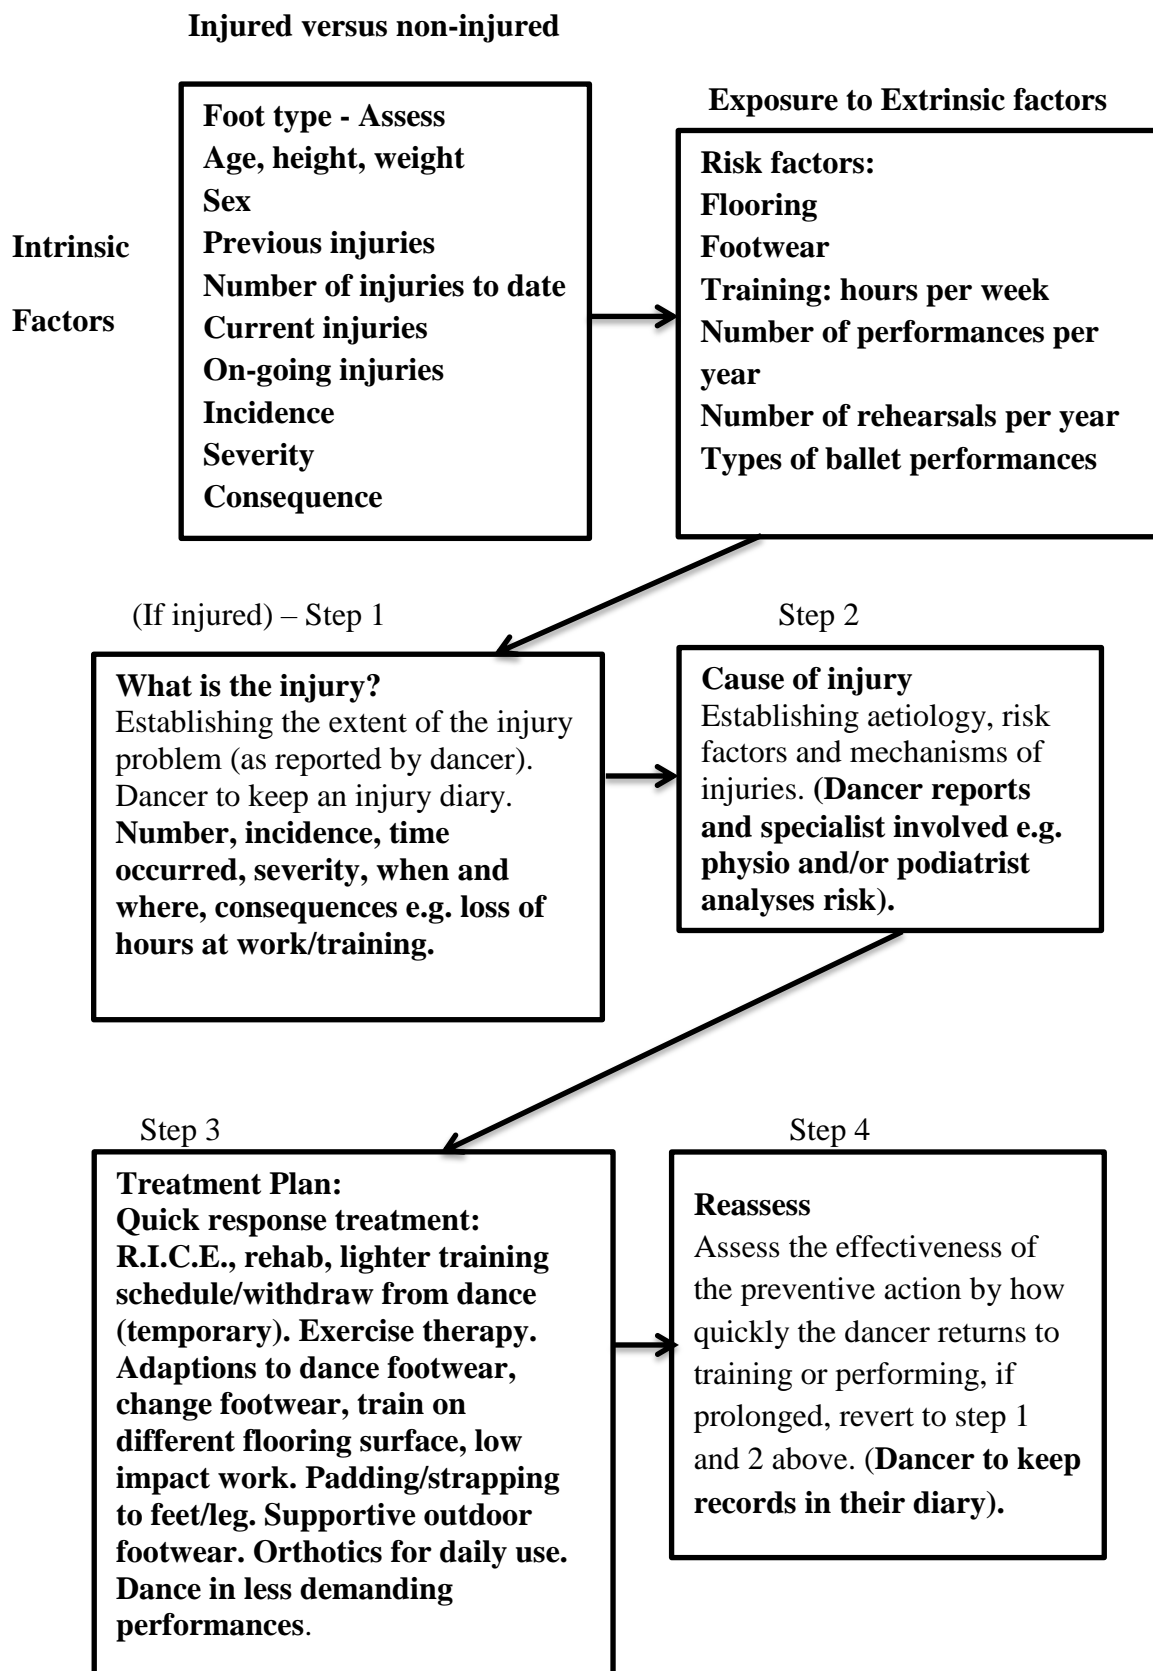 Injured versus non-injured
Foot type - Assess
Age, height, weight
Sex
Previous injuries
Number of injuries to date
Current injuries
On-going injuries
Incidence
Severity
Consequence
Intrinsic
Factors
Exposure to Extrinsic factors
Risk factors:
Flooring
Footwear
Training: hours per week
Number of performances per
year
Number of rehearsals per year
Types of ballet performances
(If injured) – Step 1
What is the injury?
Establishing the extent of the injury
problem (as reported by dancer).
Dancer to keep an injury diary.
Number, incidence, time
occurred, severity, when and
where, consequences e.g. loss of
hours at work/training.
Step 2
Cause of injury
Establishing aetiology, risk
factors and mechanisms of
injuries. (Dancer reports
and specialist involved e.g.
physio and/or podiatrist
analyses risk).
Step 3
Treatment Plan:
Quick response treatment:
R.I.C.E., rehab, lighter training
schedule/withdraw from dance
(temporary). Exercise therapy.
Adaptions to dance footwear,
change footwear, train on
different flooring surface, low
impact work. Padding/strapping
to feet/leg. Supportive outdoor
footwear. Orthotics for daily use.
Dance in less demanding
performances.
Step 4
Reassess
Assess the effectiveness of
the preventive action by how
quickly the dancer returns to
training or performing, if
prolonged, revert to step 1
and 2 above. (Dancer to keep
records in their diary).